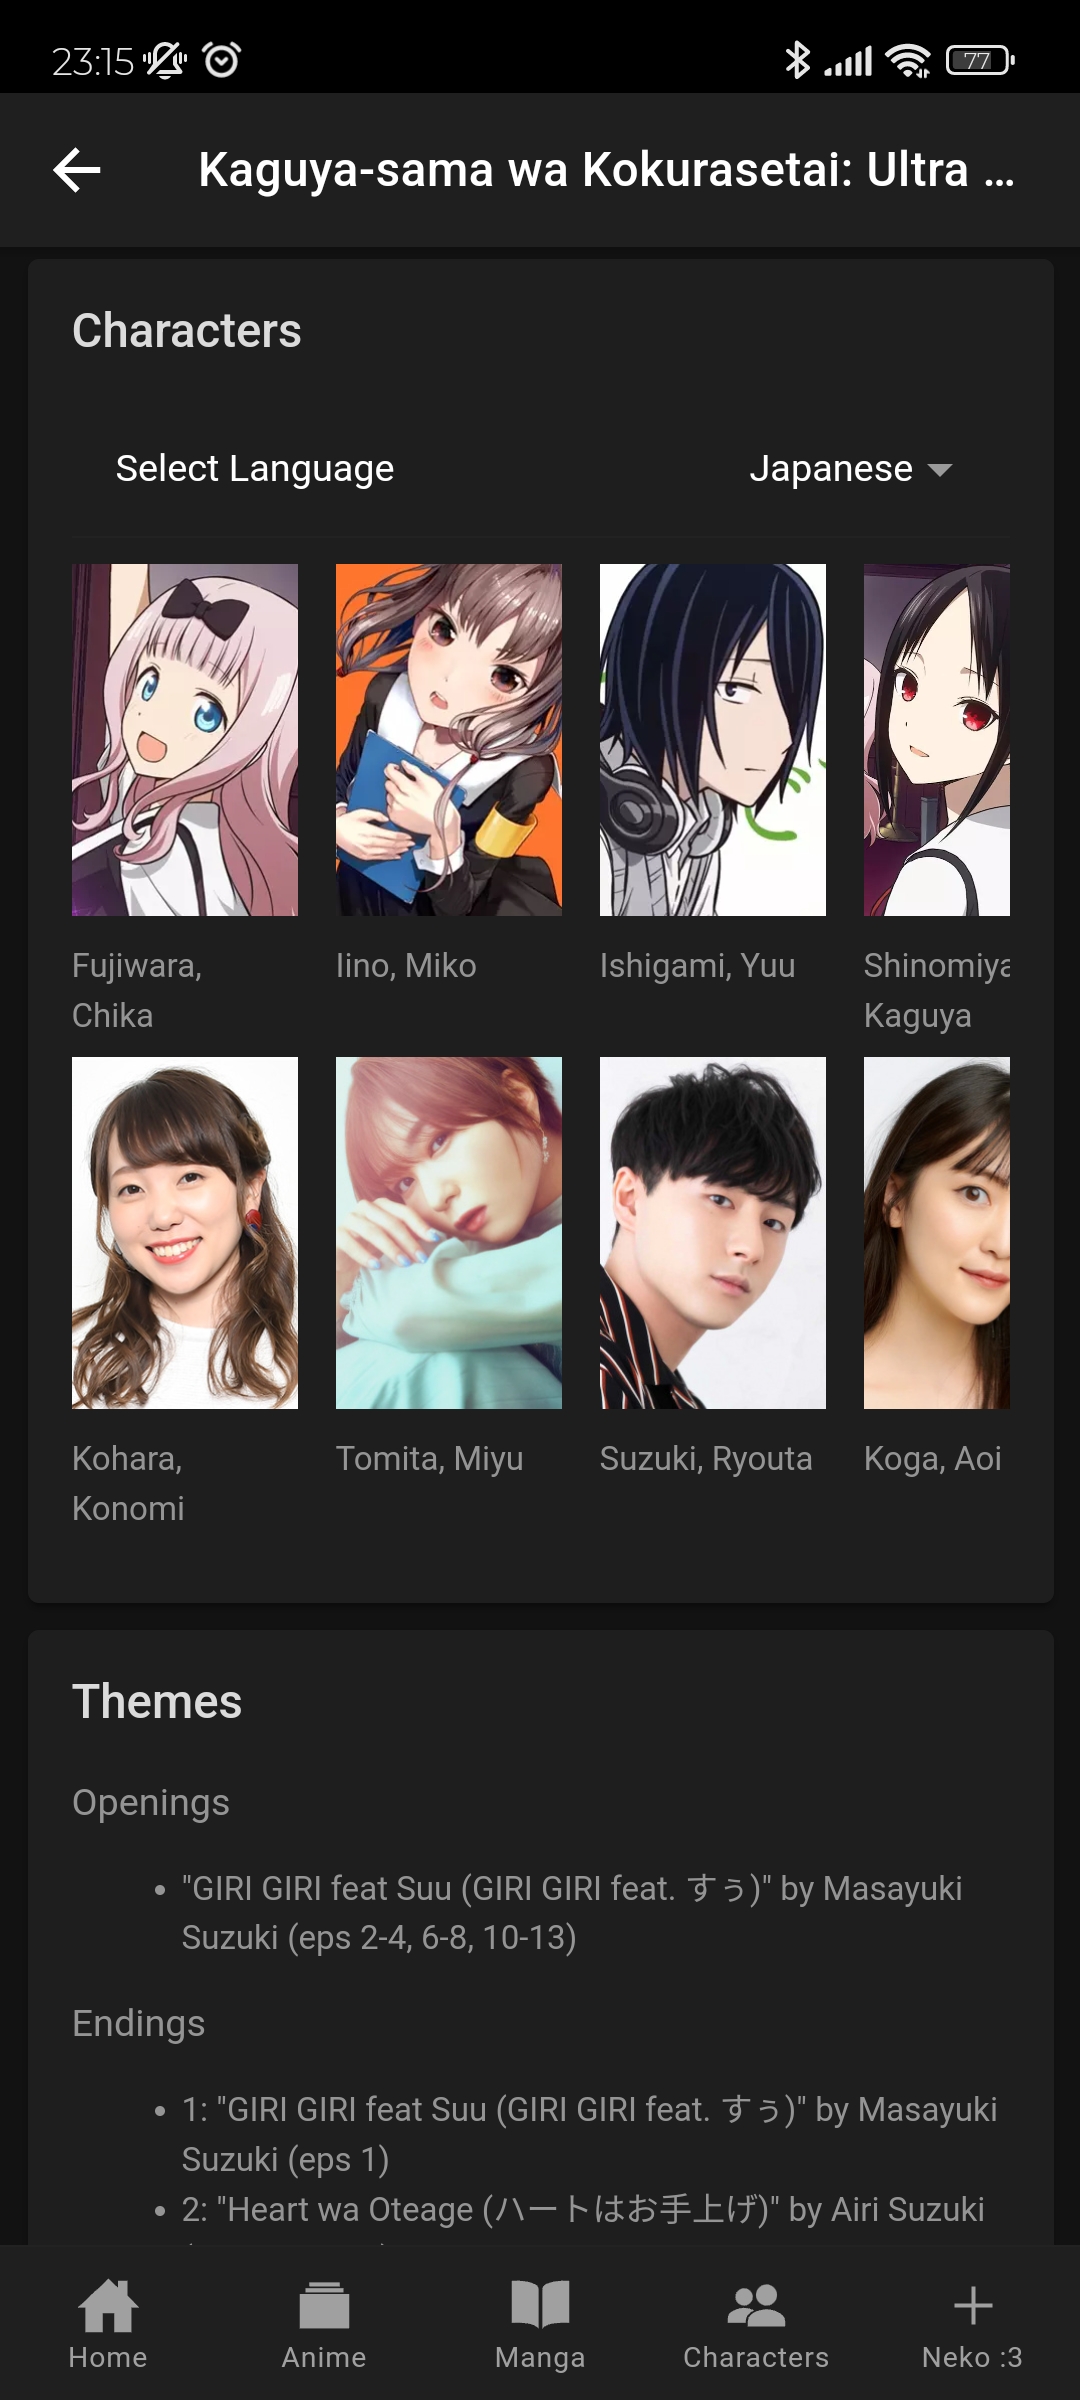 23:15
77
Kaguya-sama wa Kokurasetai: Ultra ...
Characters
Select Language
Japanese
Fujiwara,
Chika
Iino, Miko
Ishigami, Yuu
Shinomiya
Kaguya
Kohara,
Konomi
Tomita, Miyu
Suzuki, Ryouta
Koga, Aoi
Themes
Openings
• "GIRI GIRI feat Suu (GIRI GIRI feat. すぅ)" by Masayuki
Suzuki (eps 2-4, 6-8, 10-13)
Endings
• 1: "GIRI GIRI feat Suu (GIRI GIRI feat. すぅ)" by Masayuki
Suzuki (eps 1)
• 2: "Heart wa Oteage (ハートはお手上げ)" by Airi Suzuki
Home
Anime
Manga
Characters
Neko :3